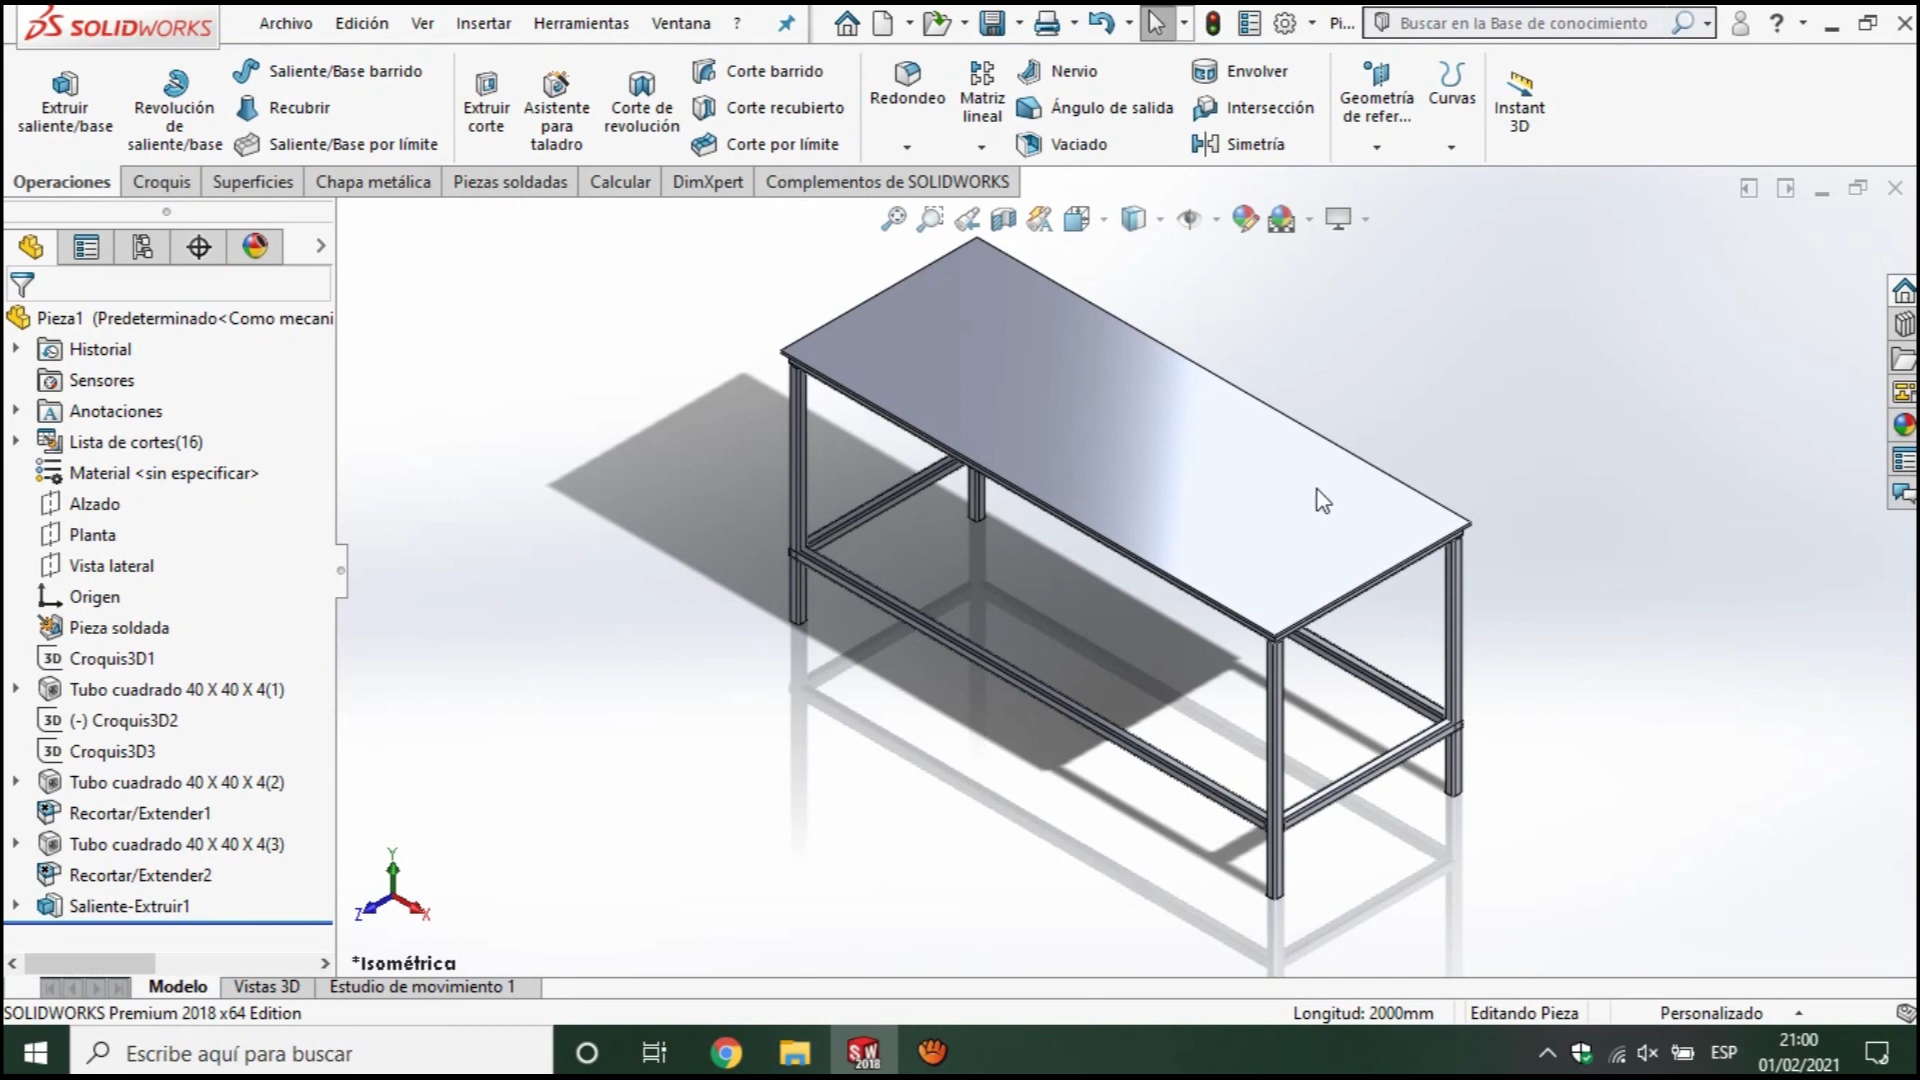 SOLIDWORKS
Archivo Edición Ver Insertar Herramientas Ventana ?
Pi...
Buscar en la Base de conocimiento
?
Extruir saliente/base
Revolución de saliente/base
Saliente/Base barrido
Recubrir
Saliente/Base por límite
Extruir corte
Asistente para taladro
Corte de revolución
Corte barrido
Corte recubierto
Corte por límite
Redondeo
Matriz lineal
Nervio
Ángulo de salida
Vaciado
Envolver
Intersección
Simetría
Geometría de refer...
Curvas
Instant 3D
Operaciones Croquis Superficies Chapa metálica Piezas soldadas Calcular DimXpert Complementos de SOLIDWORKS
Pieza1 (Predeterminado<Como mecani
Historial
Sensores
Anotaciones
Lista de cortes(16)
Material <sin especificar>
Alzado
Planta
Vista lateral
Origen
Pieza soldada
3D Croquis3D1
Tubo cuadrado 40 X 40 X 4(1)
3D (-) Croquis3D2
3D Croquis3D3
Tubo cuadrado 40 X 40 X 4(2)
Recortar/Extender1
Tubo cuadrado 40 X 40 X 4(3)
Recortar/Extender2
Saliente-Extruir1
Y
Z
X
*Isométrica
Modelo Vistas 3D Estudio de movimiento 1
SOLIDWORKS Premium 2018 x64 Edition
Longitud: 2000mm Editando Pieza Personalizado
Escribe aquí para buscar
SW 2018
ESP
21:00
01/02/2021